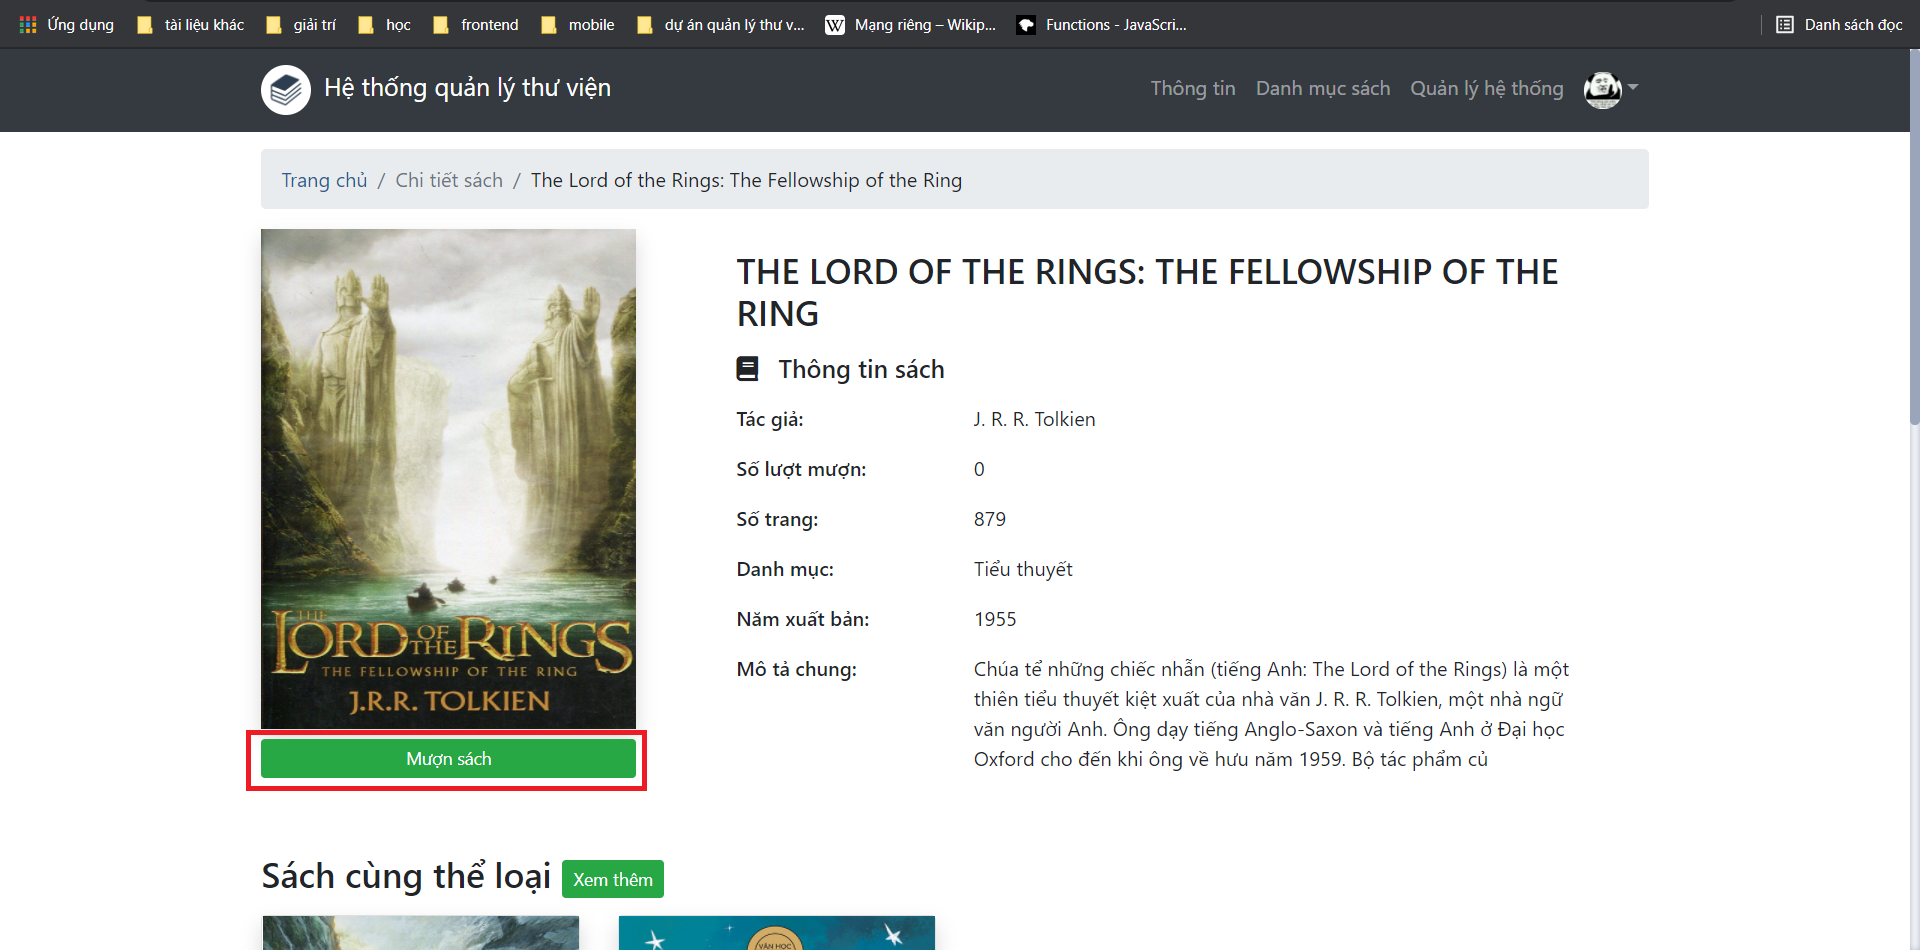 Ứng dụng
tài liệu khác
giải trí
học
frontend
mobile
dự án quản lý thư v...
W Mạng riêng – Wikip...
Functions - JavaScri...
Danh sách đọc
Hệ thống quản lý thư viện
Thông tin
Danh mục sách
Quản lý hệ thống
Trang chủ / Chi tiết sách / The Lord of the Rings: The Fellowship of the Ring
THE
LORD OF THE RINGS
THE FELLOWSHIP OF THE RING
J.R.R. TOLKIEN
Mượn sách
THE LORD OF THE RINGS: THE FELLOWSHIP OF THE
RING
Thông tin sách
Tác giả: J. R. R. Tolkien
Số lượt mượn: 0
Số trang: 879
Danh mục: Tiểu thuyết
Năm xuất bản: 1955
Mô tả chung: Chúa tể những chiếc nhẫn (tiếng Anh: The Lord of the Rings) là một
thiên tiểu thuyết kiệt xuất của nhà văn J. R. R. Tolkien, một nhà ngữ
văn người Anh. Ông dạy tiếng Anglo-Saxon và tiếng Anh ở Đại học
Oxford cho đến khi ông về hưu năm 1959. Bộ tác phẩm củ
Sách cùng thể loại Xem thêm
VĂN HỌC